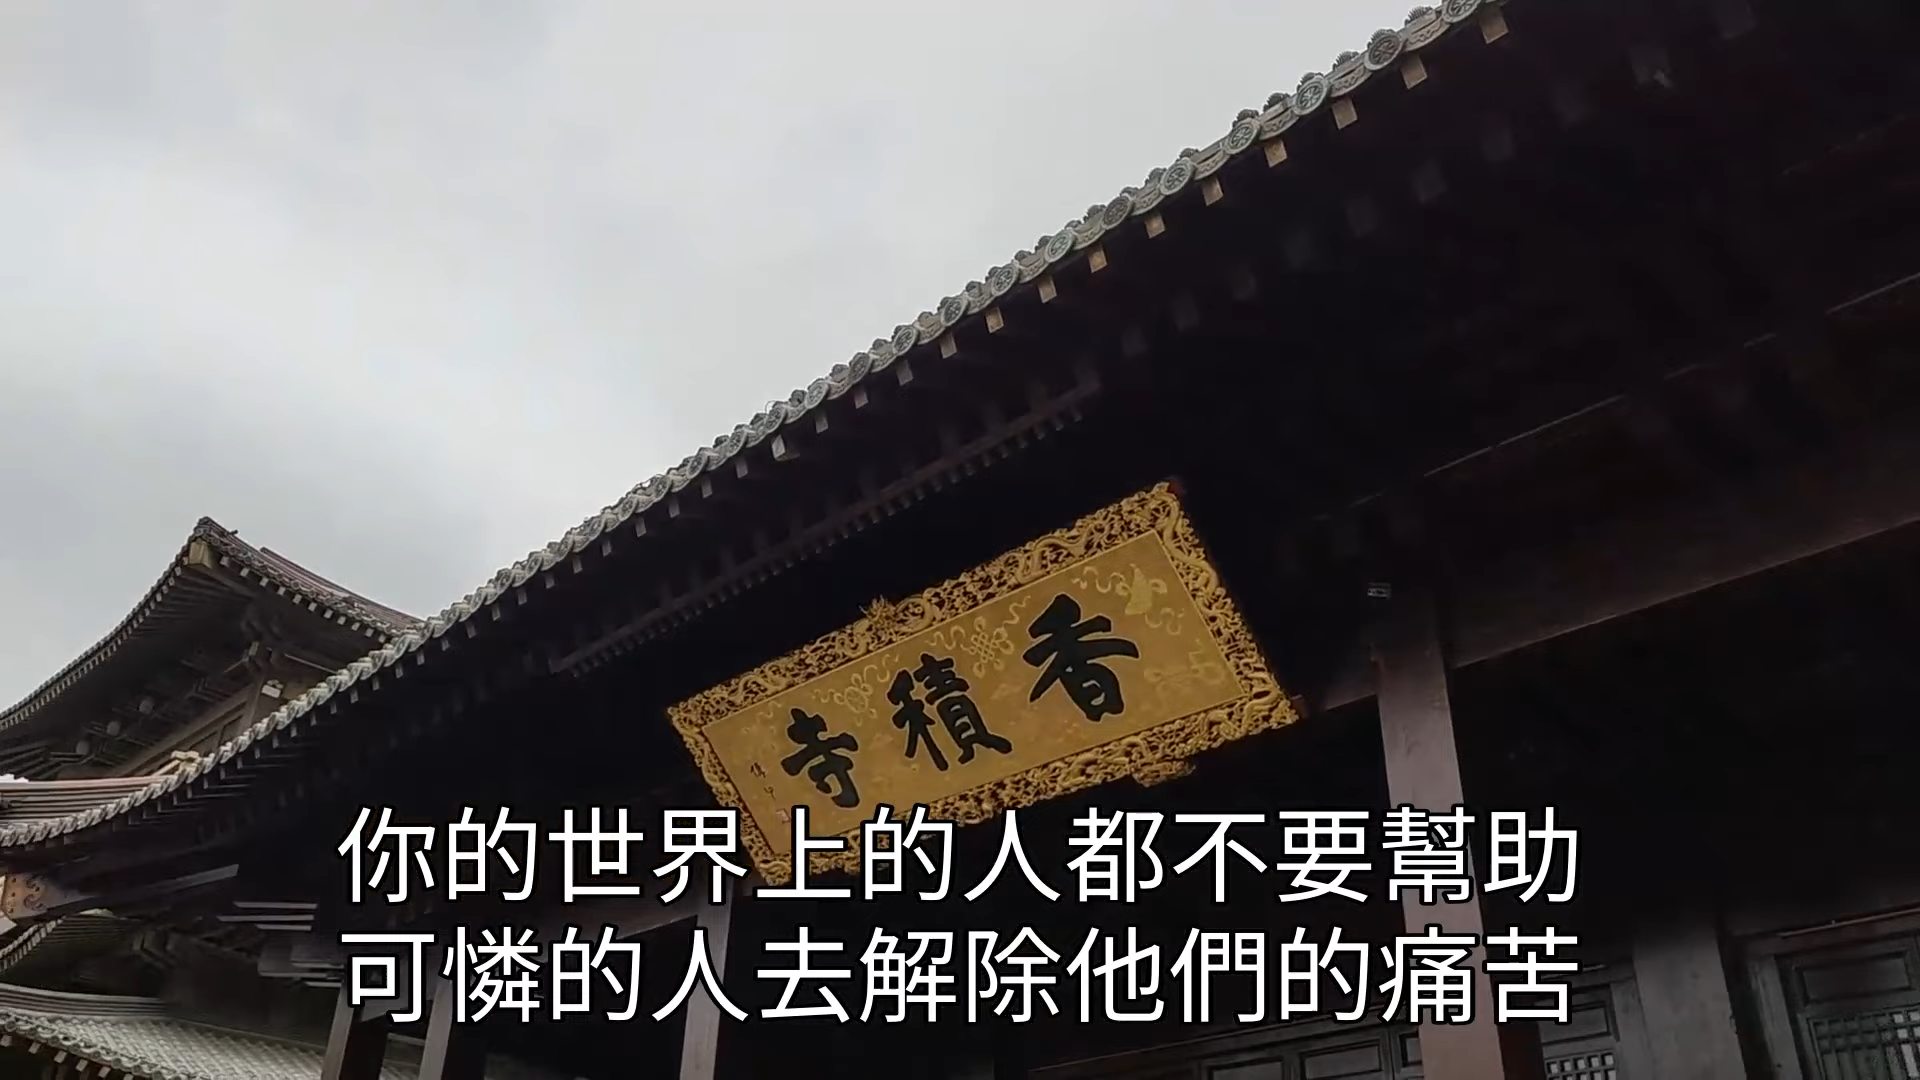 香積寺
你的世界上的人都不要幫助
可憐的人去解除他們的痛苦